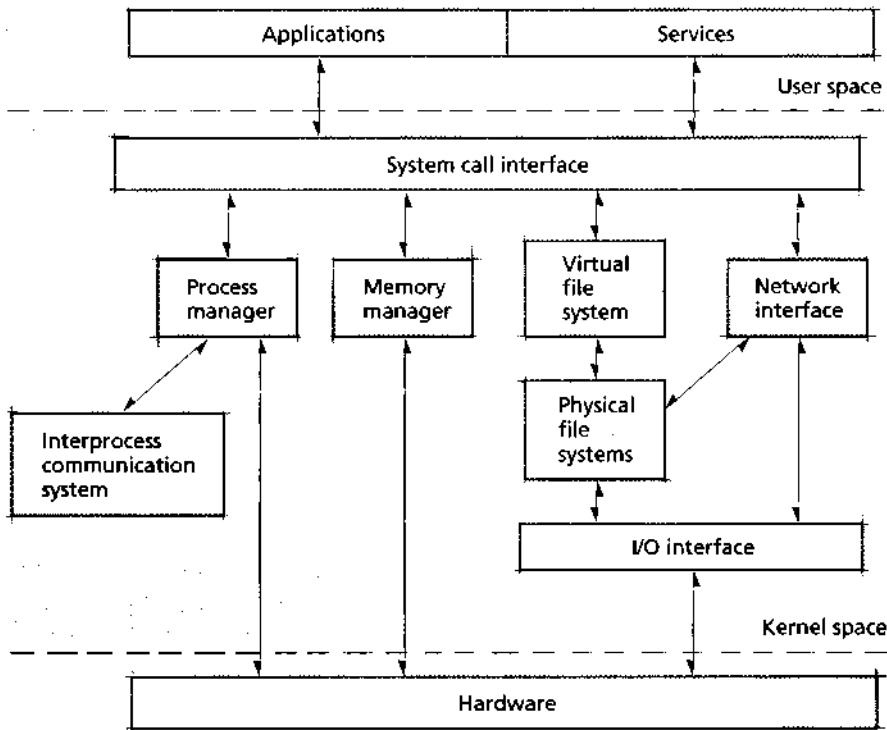 Applications
Services
User space
System call interface
Process
manager
Memory
manager
Virtual
file
system
Network
interface
Interprocess
communication
system
Physical
file
systems
I/O interface
Kernel space
Hardware